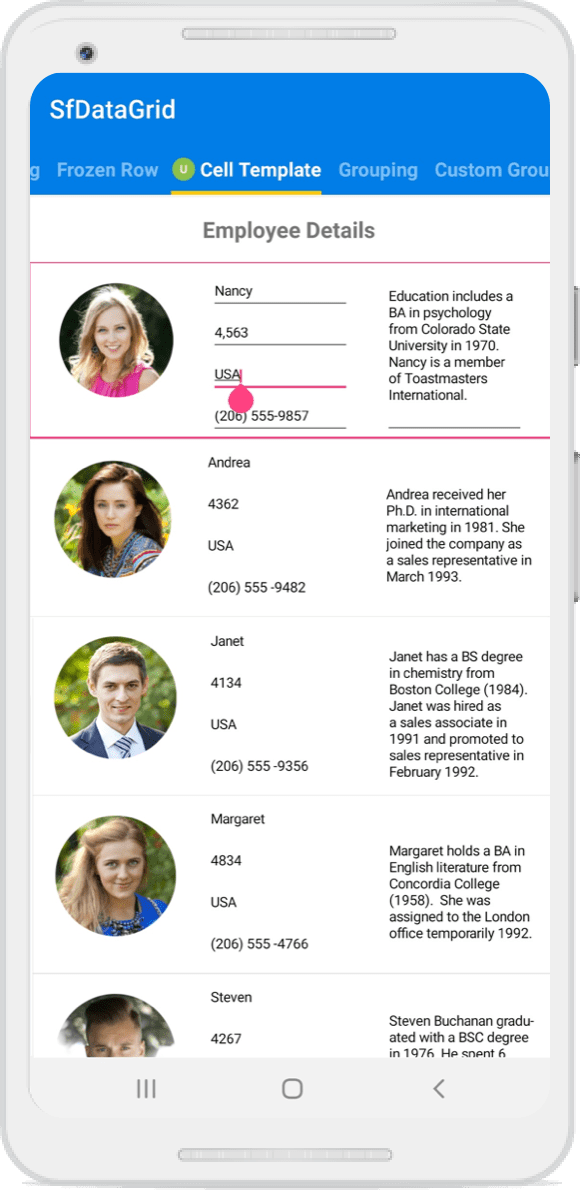 SfDataGrid
g Frozen Row U Cell Template Grouping Custom Grou
Employee Details
Nancy
4,563
USA
(206) 555-9857
Education includes a
BA in psychology
from Colorado State
University in 1970.
Nancy is a member
of Toastmasters
International.
Andrea
4362
USA
(206) 555 -9482
Andrea received her
Ph.D. in international
marketing in 1981. She
joined the company as
a sales representative in
March 1993.
Janet
4134
USA
(206) 555 -9356
Janet has a BS degree
in chemistry from
Boston College (1984).
Janet was hired as
a sales associate in
1991 and promoted to
sales representative in
February 1992.
Margaret
4834
USA
(206) 555 -4766
Margaret holds a BA in
English literature from
Concordia College
(1958).  She was
assigned to the London
office temporarily 1992.
Steven
4267
Steven Buchanan gradu-
ated with a BSC degree
in 1976. He spent 6